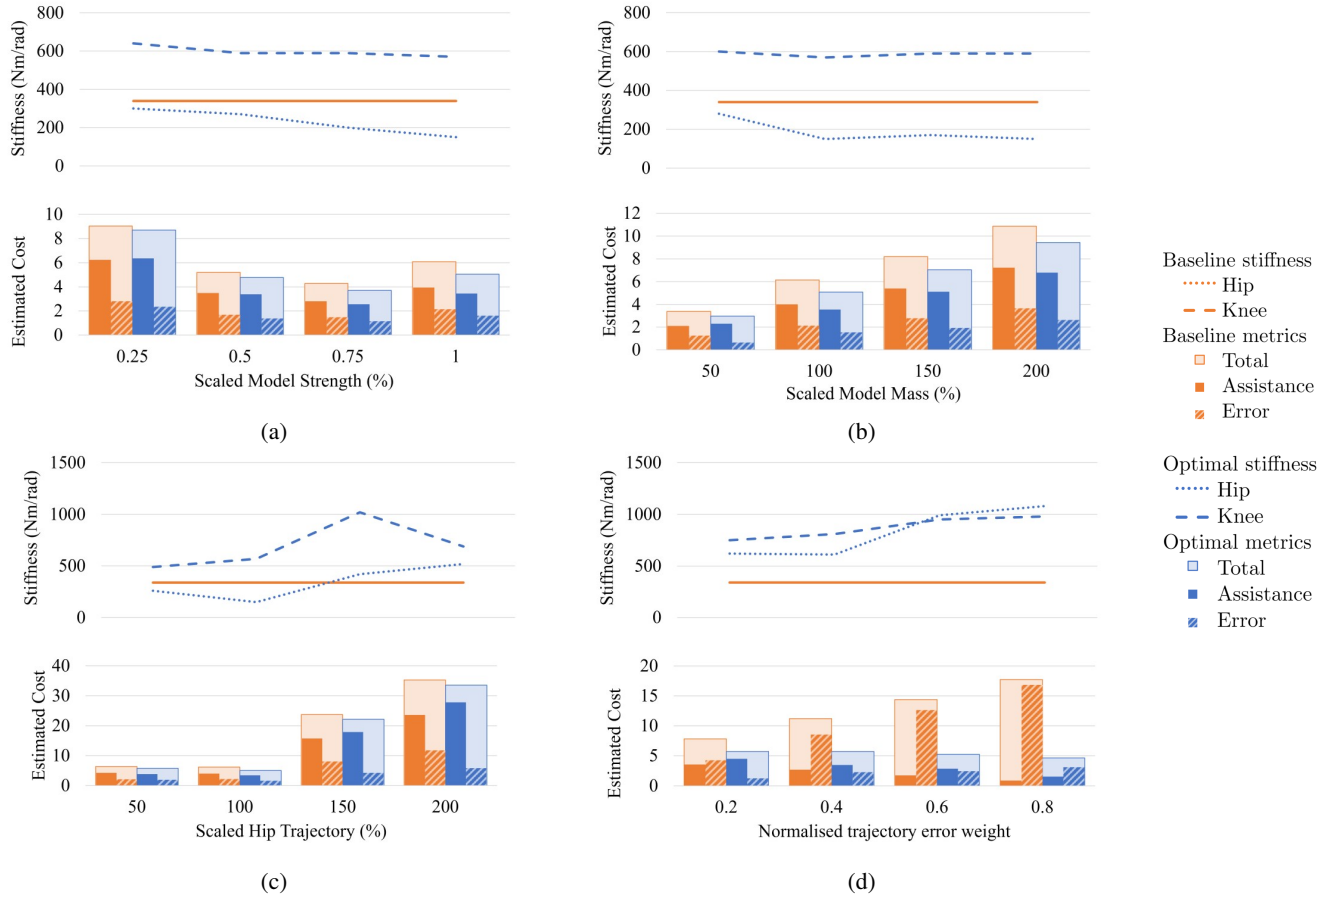 800
600
400
200
0
Stiffness (Nm/rad)
10
8
6
4
2
0
Estimated Cost
0.25 0.5 0.75 1
Scaled Model Strength (%)
(a)
800
600
400
200
0
Stiffness (Nm/rad)
12
10
8
6
4
2
0
Estimated Cost
50 100 150 200
Scaled Model Mass (%)
(b)
1500
1000
500
0
Stiffness (Nm/rad)
40
30
20
10
0
Estimated Cost
50 100 150 200
Scaled Hip Trajectory (%)
(c)
1500
1000
500
0
Stiffness (Nm/rad)
20
15
10
5
0
Estimated Cost
0.2 0.4 0.6 0.8
Normalised trajectory error weight
(d)
Baseline stiffness
Hip
Knee
Baseline metrics
Total
Assistance
Error
Optimal stiffness
Hip
Knee
Optimal metrics
Total
Assistance
Error